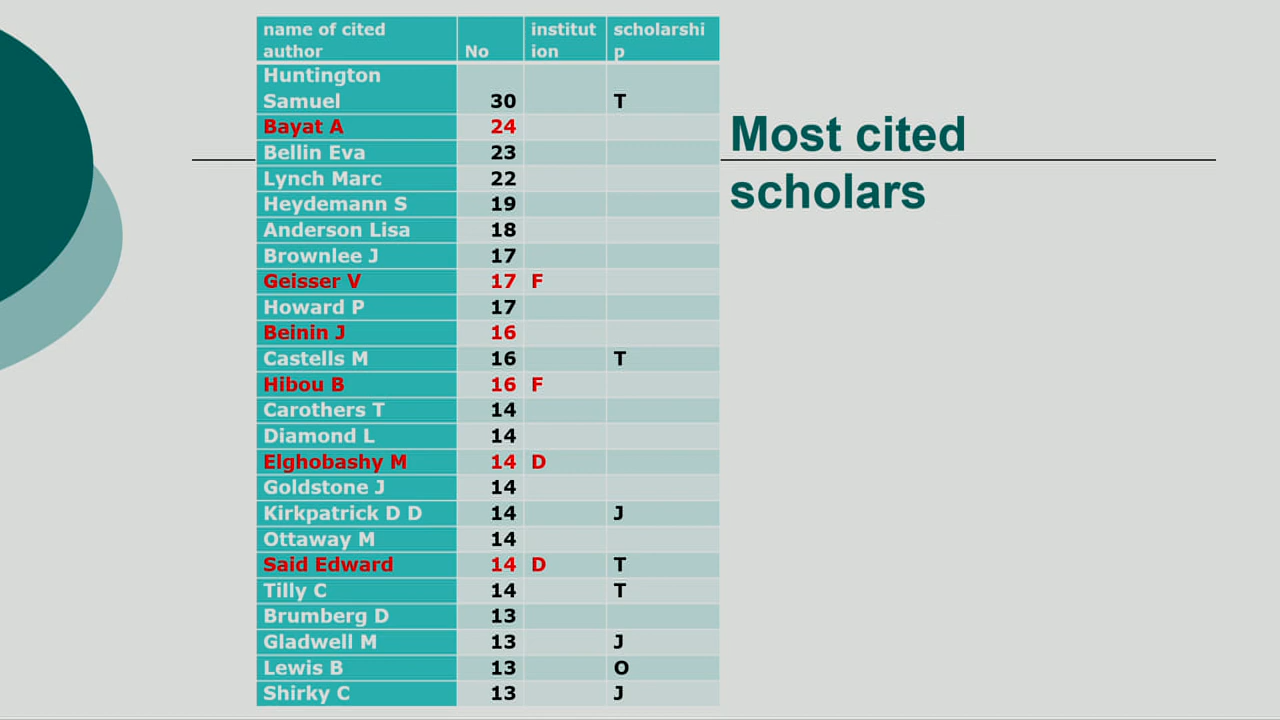 name of cited author No institut ion scholarshi p
Huntington Samuel 30 T
Bayat A 24
Bellin Eva 23
Lynch Marc 22
Heydemann S 19
Anderson Lisa 18
Brownlee J 17
Geisser V 17 F
Howard P 17
Beinin J 16
Castells M 16 T
Hibou B 16 F
Carothers T 14
Diamond L 14
Elghobashy M 14 D
Goldstone J 14
Kirkpatrick D D 14 J
Ottaway M 14
Said Edward 14 D T
Tilly C 14 T
Brumberg D 13
Gladwell M 13 J
Lewis B 13 O
Shirky C 13 J
Most cited
scholars